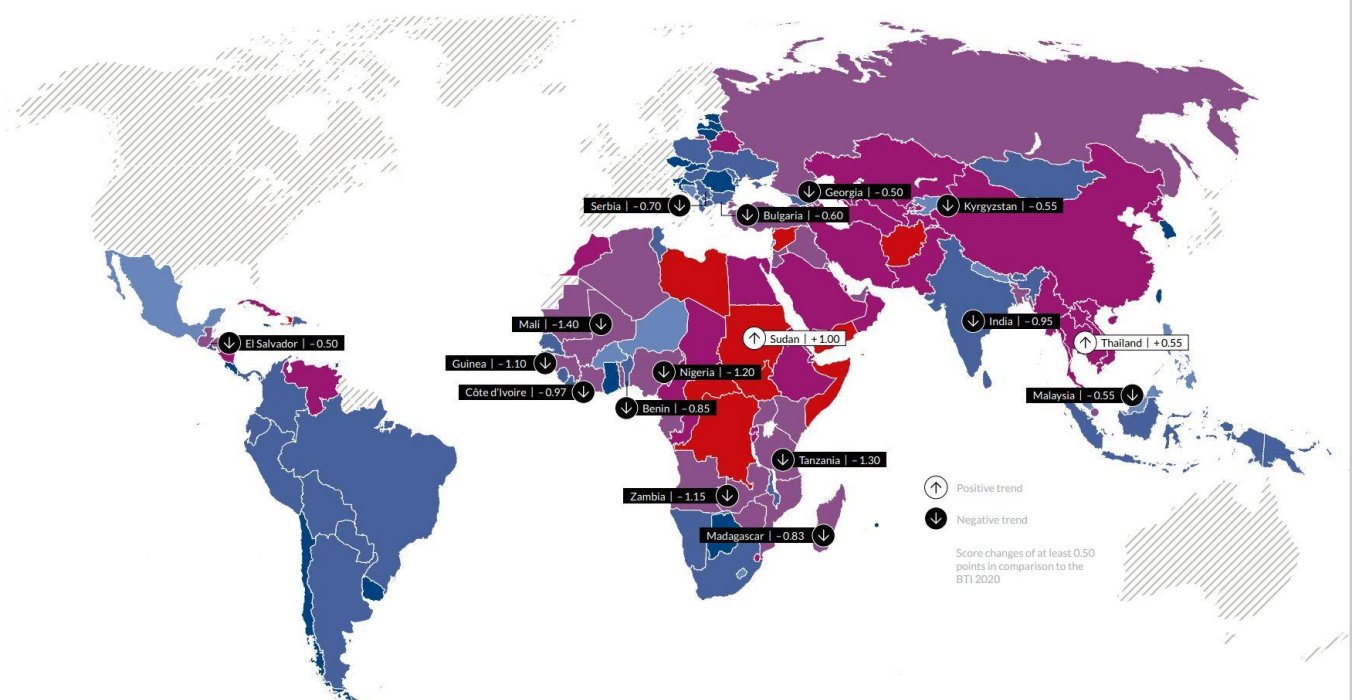 Georgia | −0.50
Serbia | −0.70
Kyrgyzstan | −0.55
Bulgaria | −0.60
Mali | −1.40
India | −0.95
Sudan | +1.00
El Salvador | −0.50
Thailand | +0.55
Guinea | −1.10
Nigeria | −1.20
Côte d'Ivoire | −0.97
Malaysia | −0.55
Benin | −0.85
Tanzania | −1.30
Zambia | −1.15
Madagascar | −0.83
Positive trend
Negative trend
Score changes of at least 0.50
points in comparison to the
BTI 2020